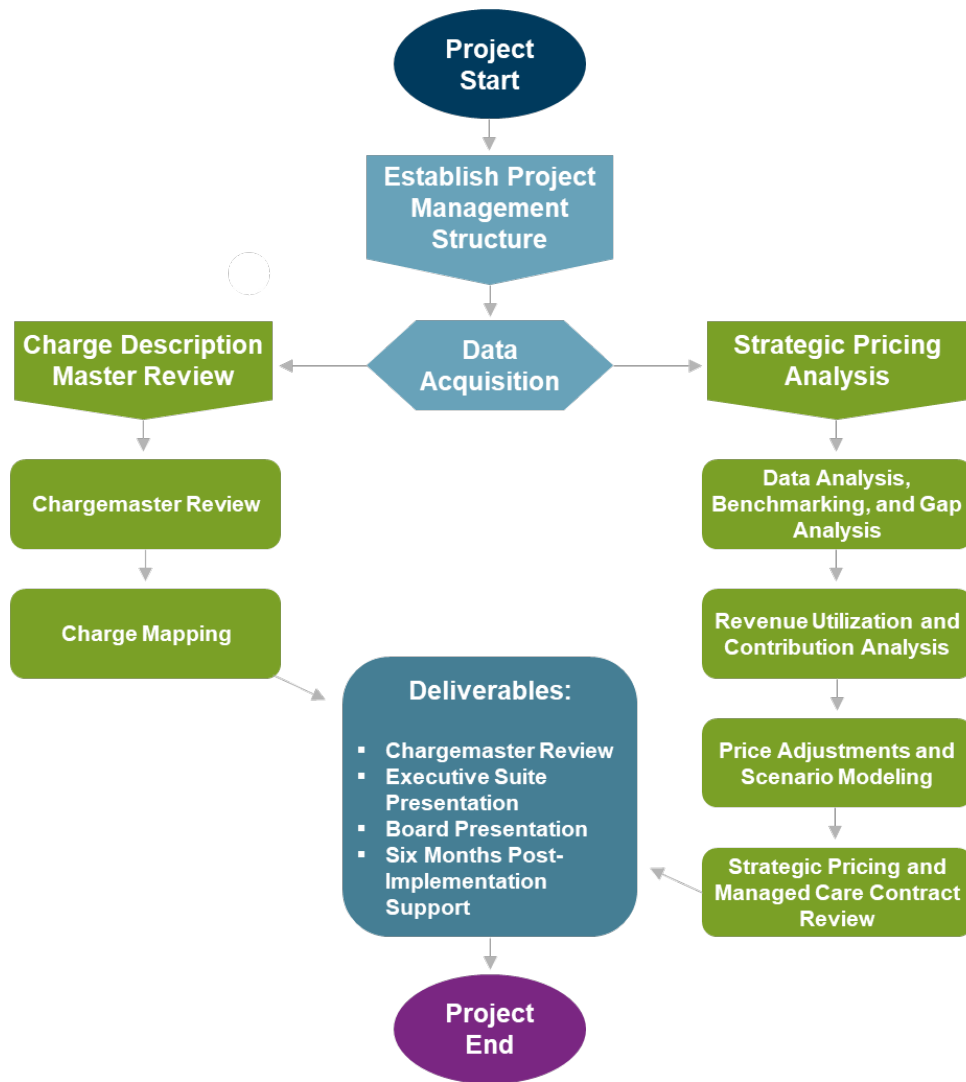 Project
Start
Establish Project
Management
Structure
Data
Acquisition
Charge Description
Master Review
Chargemaster Review
Charge Mapping
Strategic Pricing
Analysis
Data Analysis,
Benchmarking, and Gap
Analysis
Revenue Utilization and
Contribution Analysis
Price Adjustments and
Scenario Modeling
Strategic Pricing and
Managed Care Contract
Review
Deliverables:
▪ Chargemaster Review
▪ Executive Suite
Presentation
▪ Board Presentation
▪ Six Months Post-
Implementation
Support
Project
End